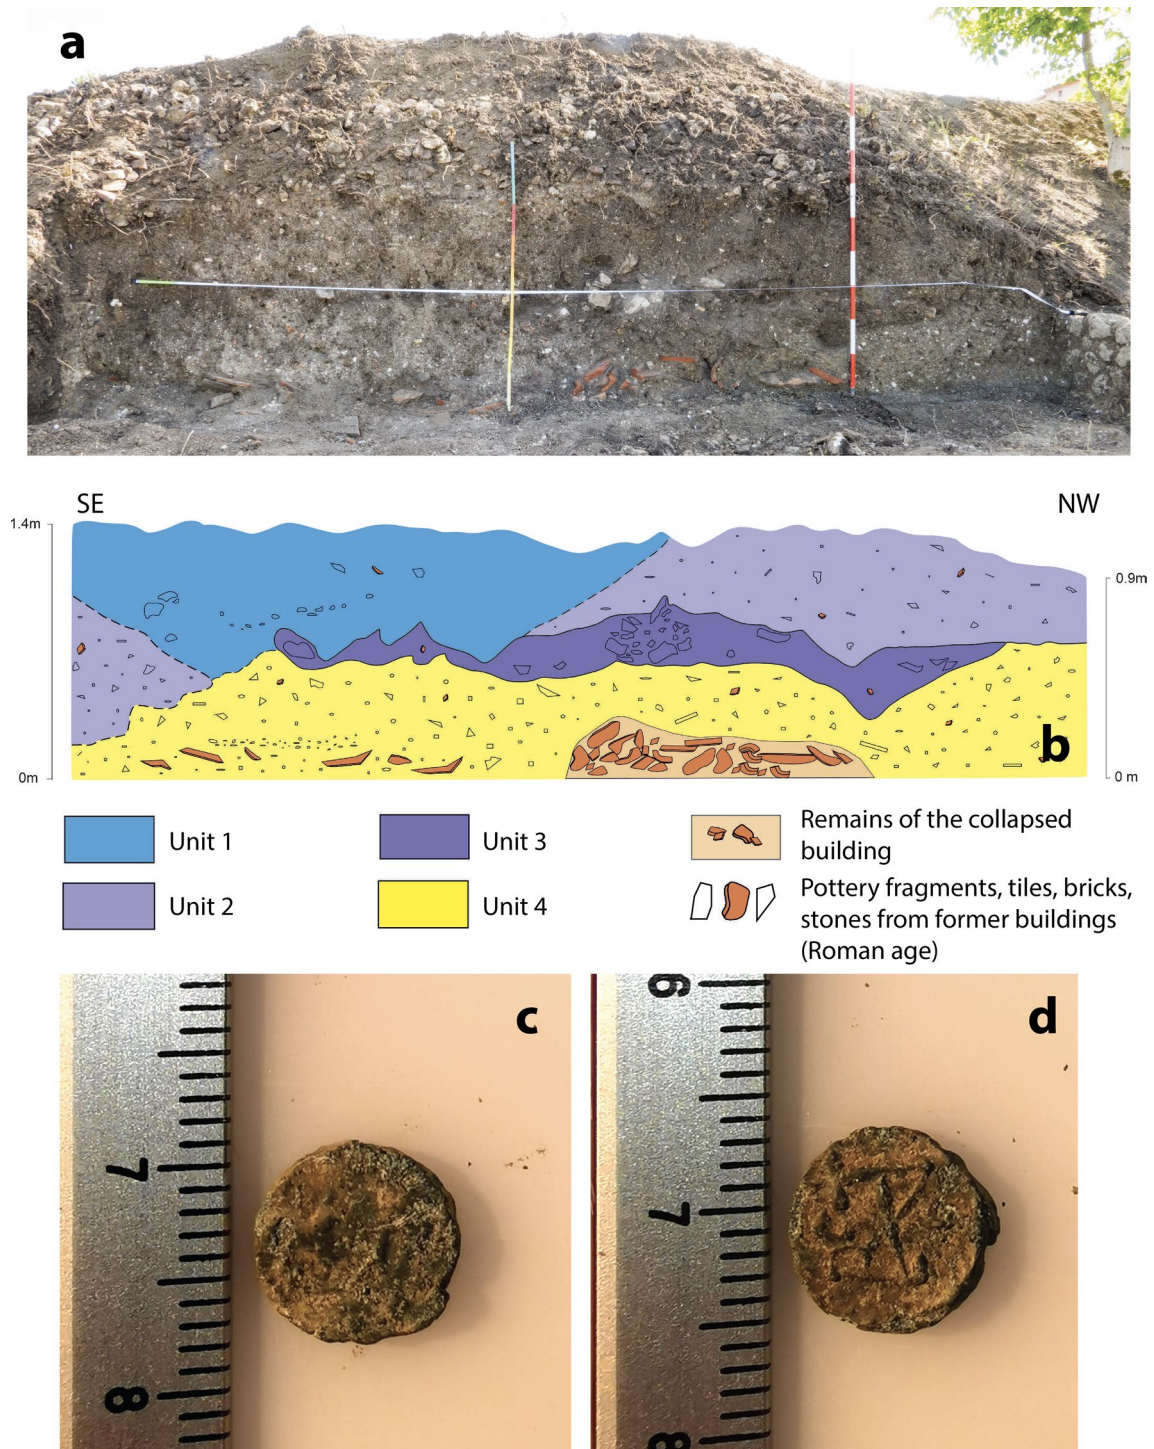 a
SE
NW
1.4m
0.9m
b
0m
0 m
Unit 1
Unit 3
Remains of the collapsed
building
Unit 2
Unit 4
Pottery fragments, tiles, bricks,
stones from former buildings
(Roman age)
c
d
6
7
7
8
8